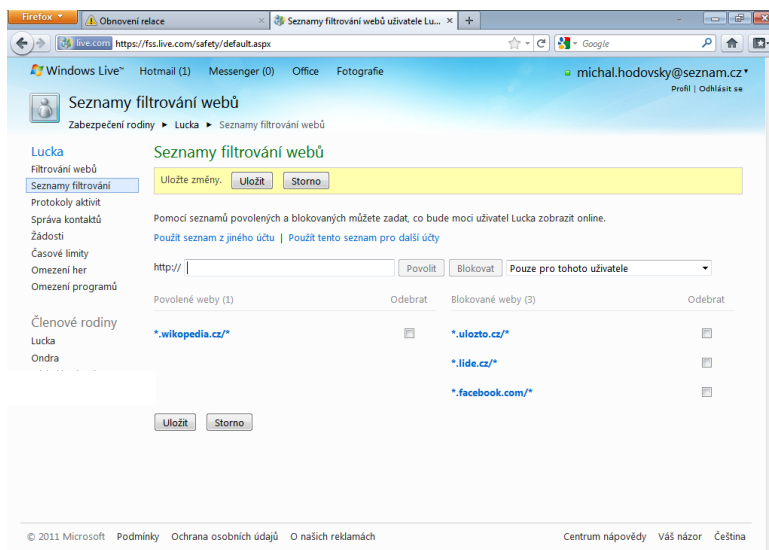 Firefox
Obnovení relace
Seznamy filtrování webů uživatele Lu...
live.com https://fss.live.com/safety/default.aspx
Google
Windows Live™ Hotmail (1) Messenger (0) Office Fotografie michal.hodovsky@seznam.cz
Profil | Odhlásit se
Seznamy filtrování webů
Zabezpečení rodiny ► Lucka ► Seznamy filtrování webů
Lucka
Filtrování webů
Seznamy filtrování
Protokoly aktivit
Správa kontaktů
Žádosti
Časové limity
Omezení her
Omezení programů
Členové rodiny
Lucka
Ondra
Seznamy filtrování webů
Uložte změny. Uložit Storno
Pomocí seznamů povolených a blokovaných můžete zadat, co bude moci uživatel Lucka zobrazit online.
Použít seznam z jiného účtu | Použít tento seznam pro další účty
http:// Povolit Blokovat Pouze pro tohoto uživatele
Povolené weby (1) Odebrat Blokované weby (3) Odebrat
*.wikopedia.cz/* *.ulozto.cz/*
*.lide.cz/*
*.facebook.com/*
Uložit Storno
© 2011 Microsoft Podmínky Ochrana osobních údajů O našich reklamách Centrum nápovědy Váš názor Čeština